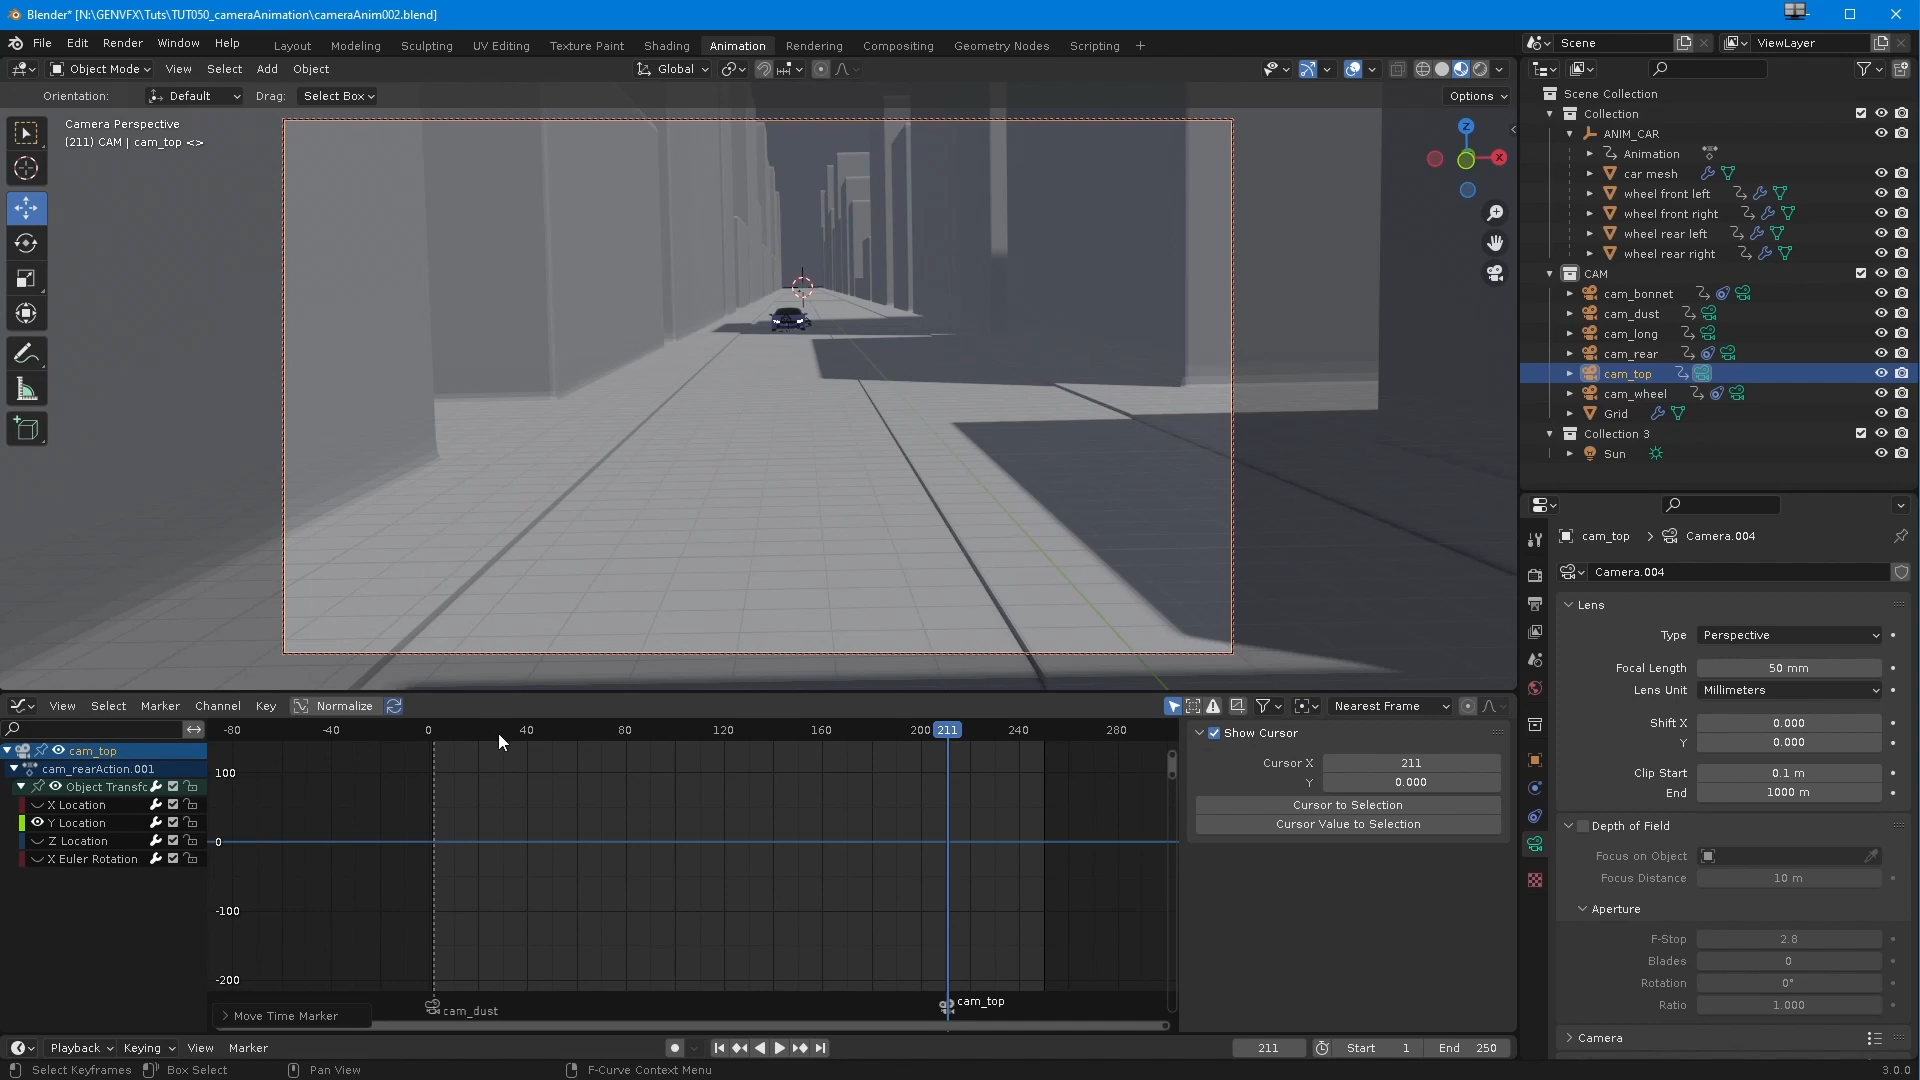 Blender* [N:\GENVFX\Tuts\TUT050_cameraAnimation\cameraAnim002.blend]
File Edit Render Window Help
Layout Modeling Sculpting UV Editing Texture Paint Shading Animation Rendering Compositing Geometry Nodes Scripting +
Scene
ViewLayer
Object Mode View Select Add Object
Global
Orientation: Default Drag: Select Box
Options
Camera Perspective
(211) CAM | cam_top <>
Z
X
Scene Collection
Collection
ANIM_CAR
Animation
car mesh
wheel front left
wheel front right
wheel rear left
wheel rear right
CAM
cam_bonnet
cam_dust
cam_long
cam_rear
cam_top
cam_wheel
Grid
Collection 3
Sun
cam_top > Camera.004
Camera.004
Lens
Type Perspective
Focal Length 50 mm
Lens Unit Millimeters
Shift X 0.000
Y 0.000
Clip Start 0.1 m
End 1000 m
Depth of Field
Focus on Object
Focus Distance 10 m
Aperture
F-Stop 2.8
Blades 0
Rotation 0°
Ratio 1.000
Camera
View Select Marker Channel Key Normalize
Nearest Frame
-80 -40 0 40 80 120 160 200 211 240 280
cam_top
cam_rearAction.001
Object Transfc
X Location
Y Location
Z Location
X Euler Rotation
100
0
-100
-200
Show Cursor
Cursor X 211
Y 0.000
Cursor to Selection
Cursor Value to Selection
cam_top
cam_dust
Move Time Marker
Playback Keying View Marker
211 Start 1 End 250
Select Keyframes Box Select Pan View F-Curve Context Menu
3.0.0